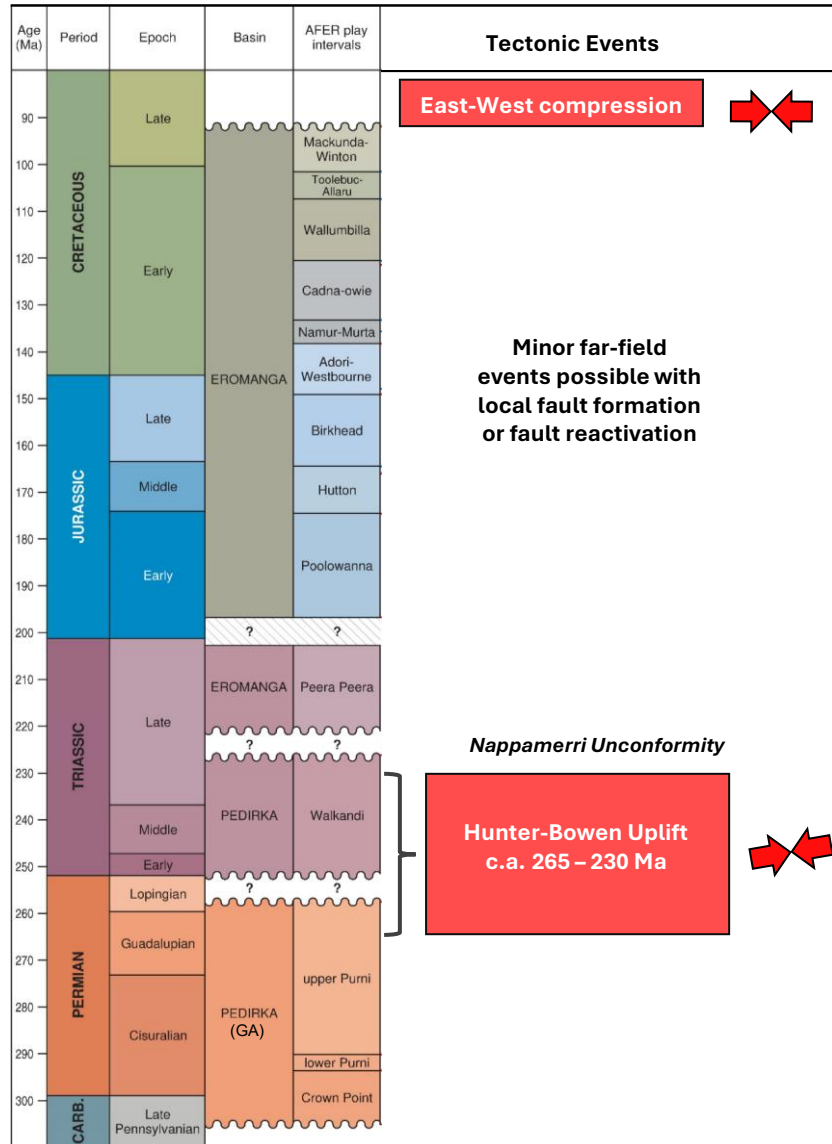 Age
(Ma)
Period
Epoch
Basin
AFER play
intervals
Tectonic Events
90
100
110
120
130
140
150
160
170
180
190
200
210
220
230
240
250
260
270
280
290
300
CRETACEOUS
JURASSIC
TRIASSIC
PERMIAN
CARB.
Late
Early
Late
Middle
Early
Late
Middle
Early
Lopingian
Guadalupian
Cisuralian
Late
Pennsylvanian
EROMANGA
?
EROMANGA
?
PEDIRKA
?
PEDIRKA
(GA)
Mackunda-
Winton
Toolebuc-
Allaru
Wallumbilla
Cadna-owie
Namur-Murta
Adori-
Westbourne
Birkhead
Hutton
Poolowanna
?
Peera Peera
?
Walkandi
?
upper Purni
lower Purni
Crown Point
East-West compression
Minor far-field
events possible with
local fault formation
or fault reactivation
Nappamerri Unconformity
Hunter-Bowen Uplift
c.a. 265 – 230 Ma